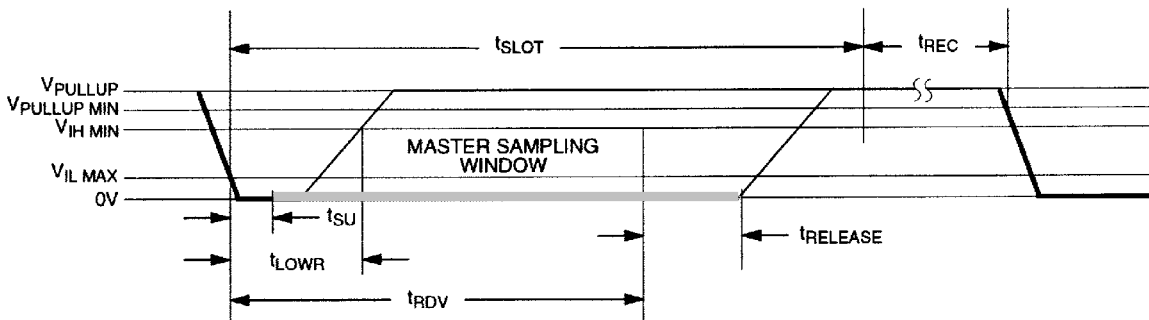 tSLOT
tREC
VPULLUP
VPULLUP MIN
VIH MIN
MASTER SAMPLING
WINDOW
VIL MAX
0V
tSU
tRELEASE
tLOWR
tRDV